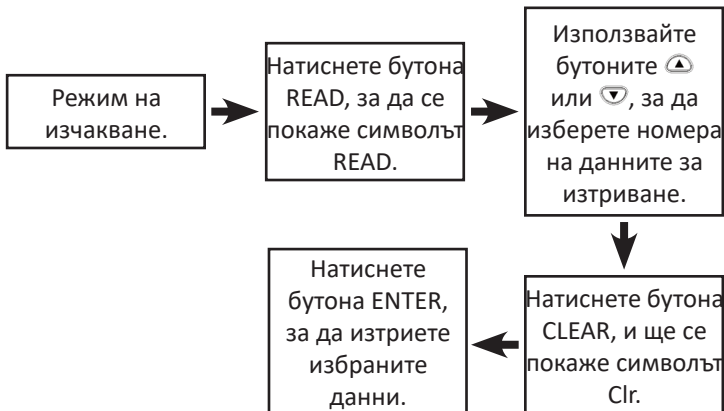 Режим на
изчакване.
Натиснете бутона
READ, за да се
покаже символът
READ.
Използвайте
бутоните
или , за да
изберете номера
на данните за
изтриване.
Натиснете бутона
CLEAR, и ще се
покаже символът
Clr.
Натиснете
бутона ENTER,
за да изтриете
избраните
данни.